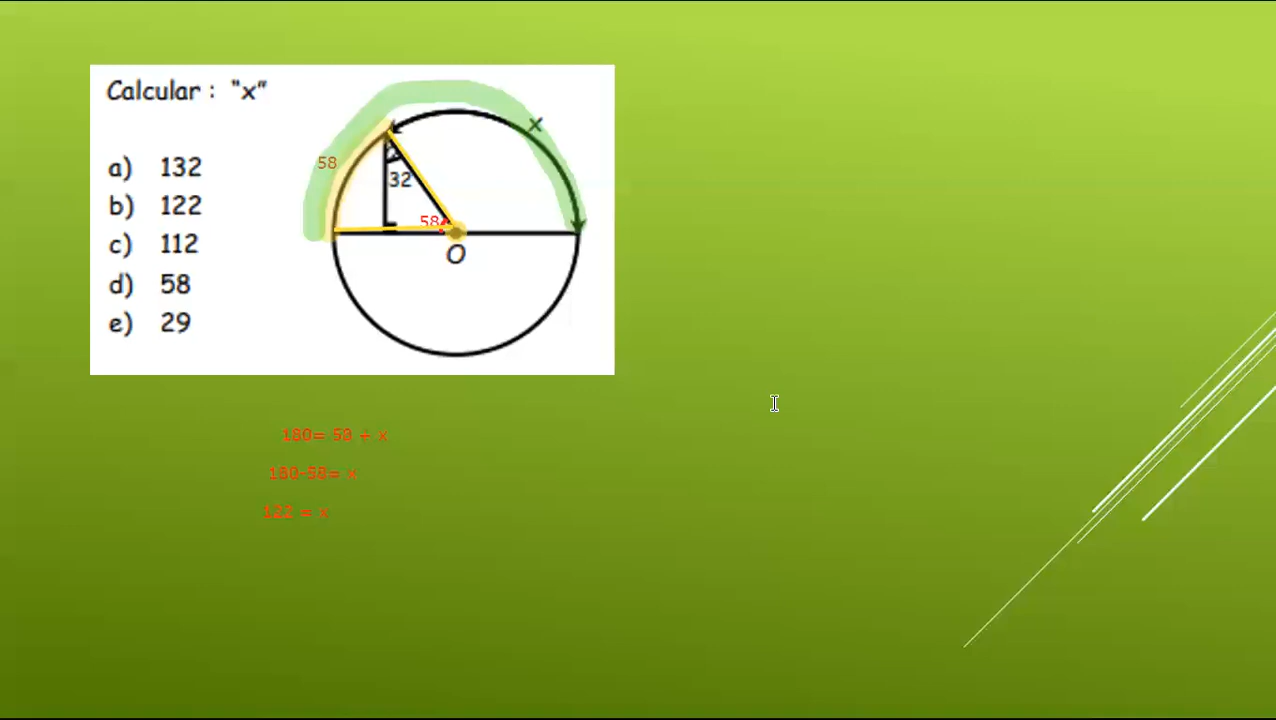 Calcular : "x"
a) 132
b) 122
c) 112
d) 58
e) 29
x
58
32
58
O
180= 58 + x
180-58= x
122 = x